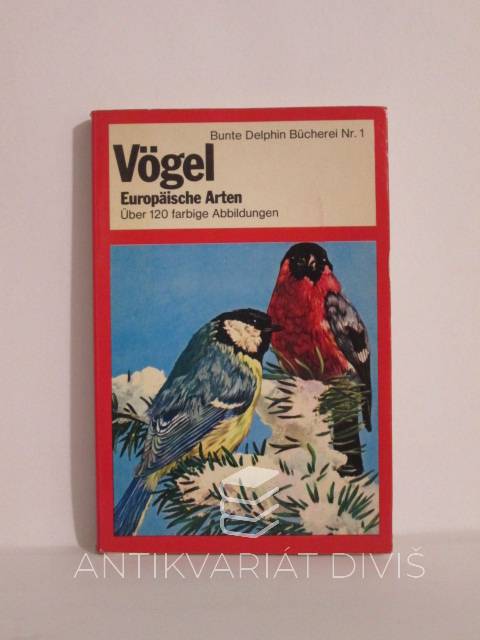 Bunte Delphin Bücherei Nr. 1
Vögel
Europäische Arten
Über 120 farbige Abbildungen
ANTIKVARIÁT DIVIŠ